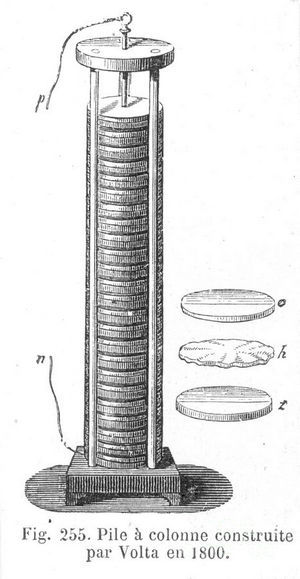 p
o
h
n
t
Fig. 255. Pile à colonne construite
par Volta en 1800.